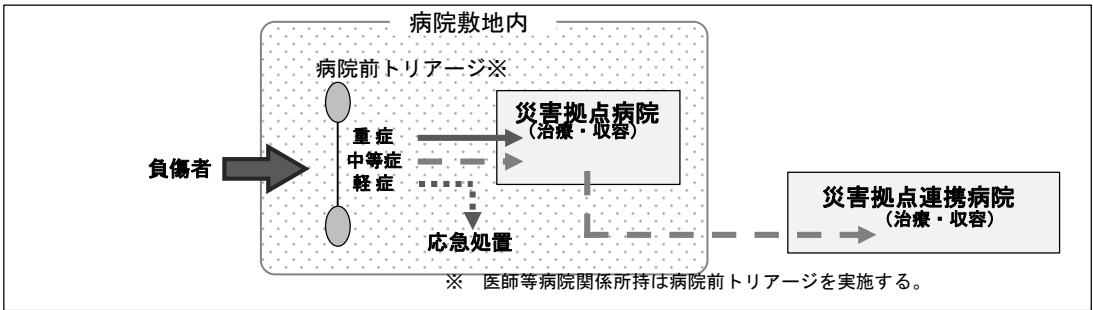 病院敷地内
病院前トリアージ※
災害拠点病院
（治療・収容）
重症
中等症
軽症
負傷者
応急処置
災害拠点連携病院
（治療・収容）
※　医師等病院関係所持は病院前トリアージを実施する。